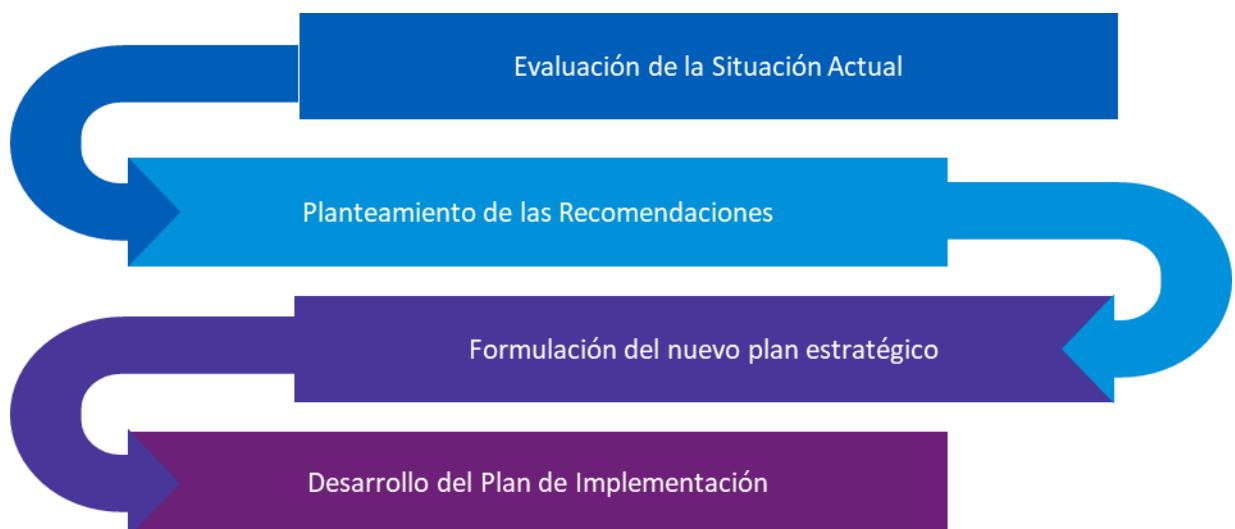 Evaluación de la Situación Actual
Planteamiento de las Recomendaciones
Formulación del nuevo plan estratégico
Desarrollo del Plan de Implementación